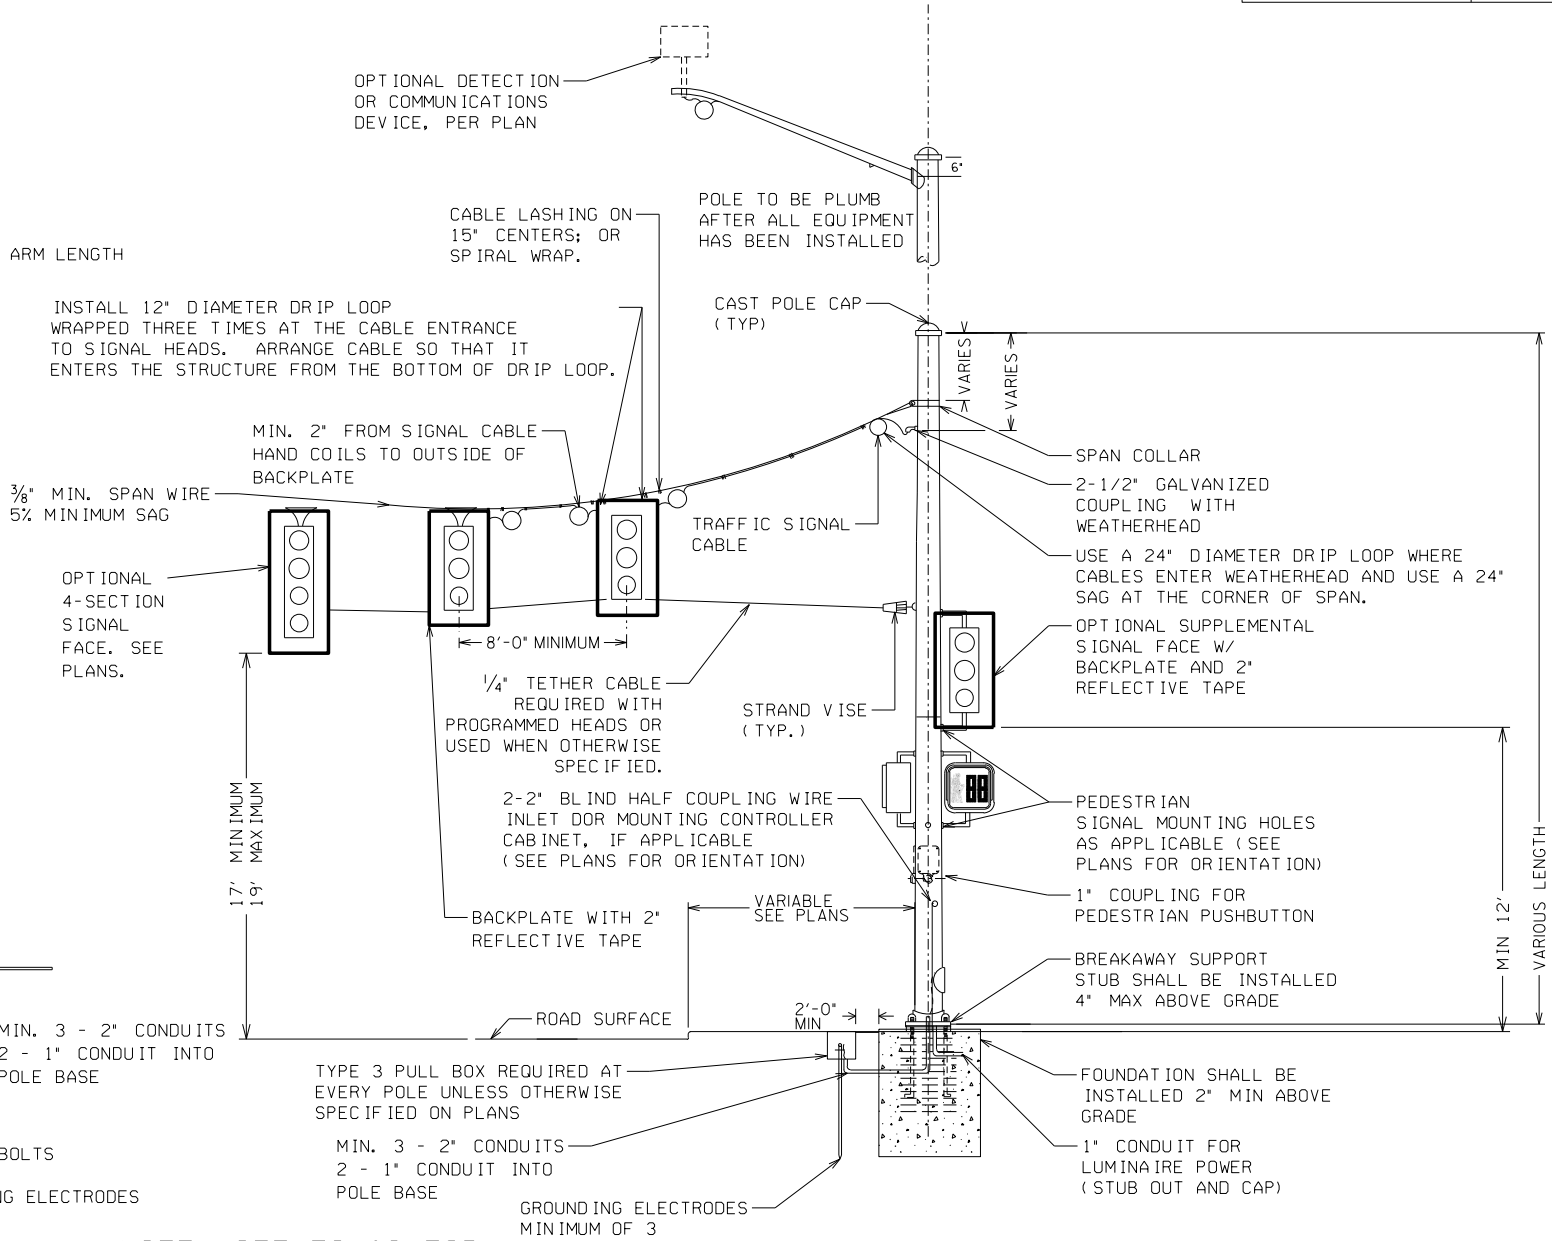 OPTIONAL DETECTION
OR COMMUNICATIONS
DEVICE, PER PLAN
6"
POLE TO BE PLUMB
AFTER ALL EQUIPMENT
HAS BEEN INSTALLED
CABLE LASHING ON
15" CENTERS; OR
SPIRAL WRAP.
ARM LENGTH
INSTALL 12" DIAMETER DRIP LOOP
WRAPPED THREE TIMES AT THE CABLE ENTRANCE
TO SIGNAL HEADS. ARRANGE CABLE SO THAT IT
ENTERS THE STRUCTURE FROM THE BOTTOM OF DRIP LOOP.
CAST POLE CAP
(TYP)
VARIES
VARIES
MIN. 2" FROM SIGNAL CABLE
HAND COILS TO OUTSIDE OF
BACKPLATE
3/8" MIN. SPAN WIRE
5% MINIMUM SAG
TRAFFIC SIGNAL
CABLE
SPAN COLLAR
2-1/2" GALVANIZED
COUPLING WITH
WEATHERHEAD
USE A 24" DIAMETER DRIP LOOP WHERE
CABLES ENTER WEATHERHEAD AND USE A 24"
SAG AT THE CORNER OF SPAN.
OPTIONAL
4-SECTION
SIGNAL
FACE. SEE
PLANS.
8'-0" MINIMUM
OPTIONAL SUPPLEMENTAL
SIGNAL FACE W/
BACKPLATE AND 2"
REFLECTIVE TAPE
1/4" TETHER CABLE
REQUIRED WITH
PROGRAMMED HEADS OR
USED WHEN OTHERWISE
SPECIFIED.
STRAND VISE
(TYP.)
17' MINIMUM
19' MAXIMUM
2-2" BLIND HALF COUPLING WIRE
INLET DOR MOUNTING CONTROLLER
CABINET, IF APPLICABLE
(SEE PLANS FOR ORIENTATION)
PEDESTRIAN
SIGNAL MOUNTING HOLES
AS APPLICABLE (SEE
PLANS FOR ORIENTATION)
1" COUPLING FOR
PEDESTRIAN PUSHBUTTON
VARIABLE
SEE PLANS
BACKPLATE WITH 2"
REFLECTIVE TAPE
MIN 12'
VARIOUS LENGTH
BREAKAWAY SUPPORT
STUB SHALL BE INSTALLED
4" MAX ABOVE GRADE
2'-0"
MIN
ROAD SURFACE
MIN. 3 - 2" CONDUITS
2 - 1" CONDUIT INTO
POLE BASE
TYPE 3 PULL BOX REQUIRED AT
EVERY POLE UNLESS OTHERWISE
SPECIFIED ON PLANS
FOUNDATION SHALL BE
INSTALLED 2" MIN ABOVE
GRADE
MIN. 3 - 2" CONDUITS
2 - 1" CONDUIT INTO
POLE BASE
1" CONDUIT FOR
LUMINAIRE POWER
(STUB OUT AND CAP)
BOLTS
ELECTRODES
GROUNDING ELECTRODES
MINIMUM OF 3